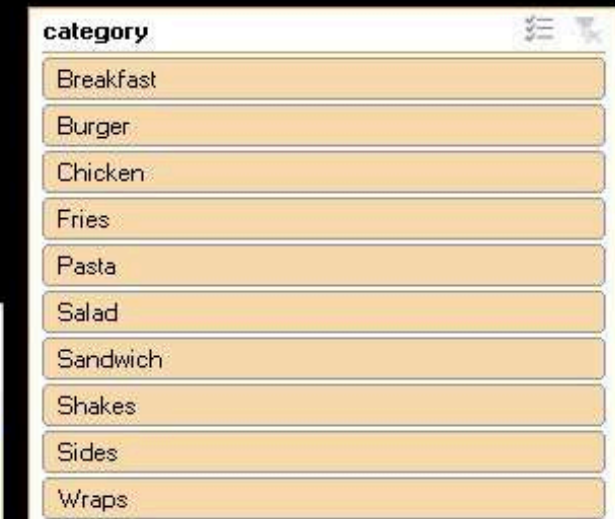 category
Breakfast
Burger
Chicken
Fries
Pasta
Salad
Sandwich
Shakes
Sides
Wraps